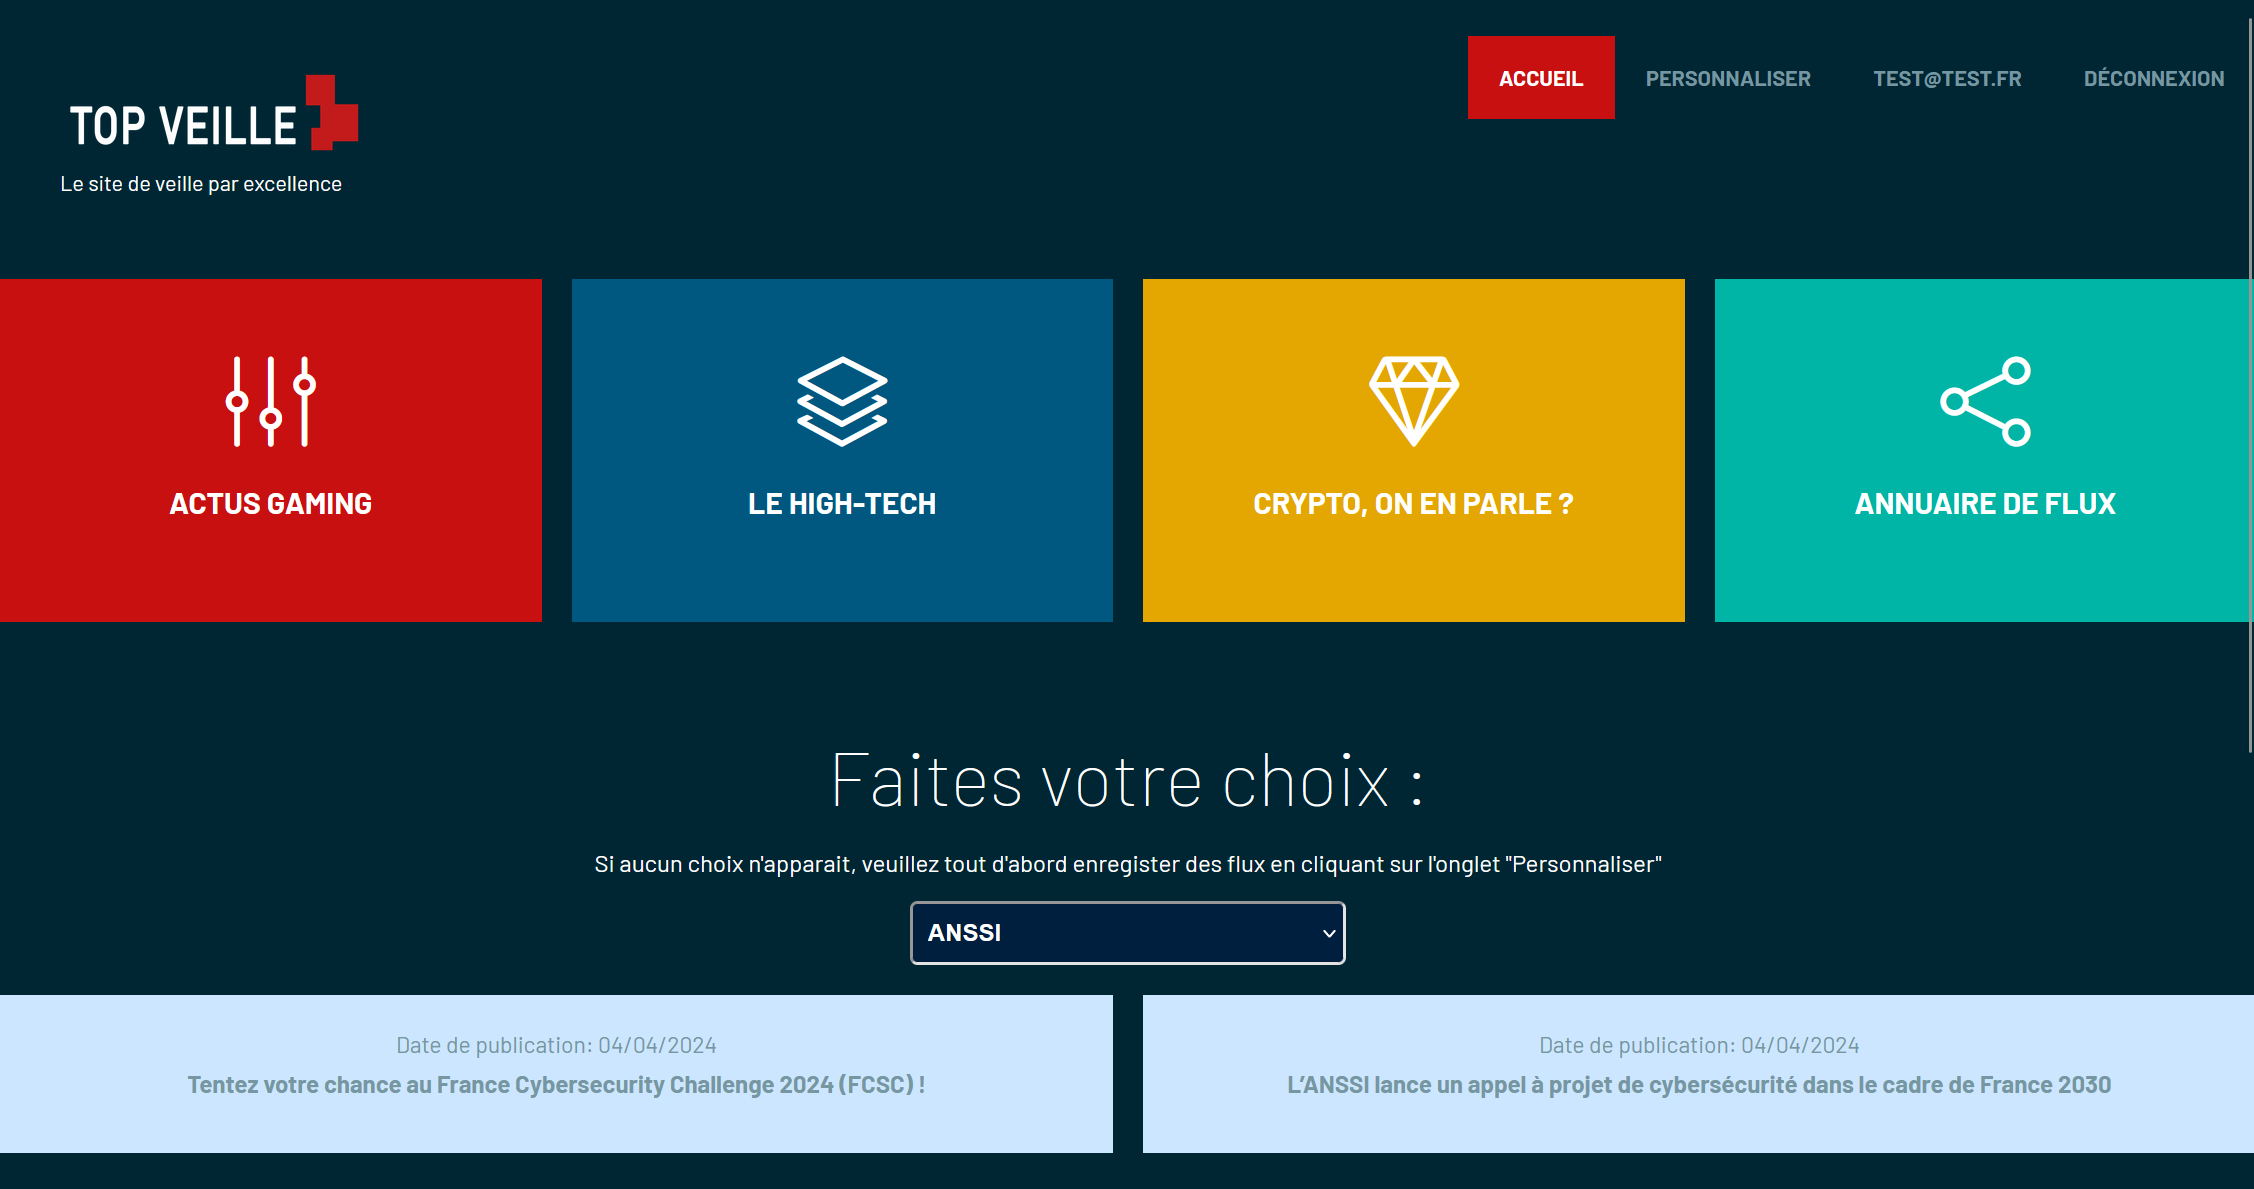 ACCUEIL PERSONNALISER TEST@TEST.FR DÉCONNEXION
TOP VEILLE
Le site de veille par excellence
ACTUS GAMING
LE HIGH-TECH
CRYPTO, ON EN PARLE ?
ANNUAIRE DE FLUX
Faites votre choix :
Si aucun choix n'apparait, veuillez tout d'abord enregister des flux en cliquant sur l'onglet "Personnaliser"
ANSSI
Date de publication: 04/04/2024
Tentez votre chance au France Cybersecurity Challenge 2024 (FCSC) !
Date de publication: 04/04/2024
L’ANSSI lance un appel à projet de cybersécurité dans le cadre de France 2030